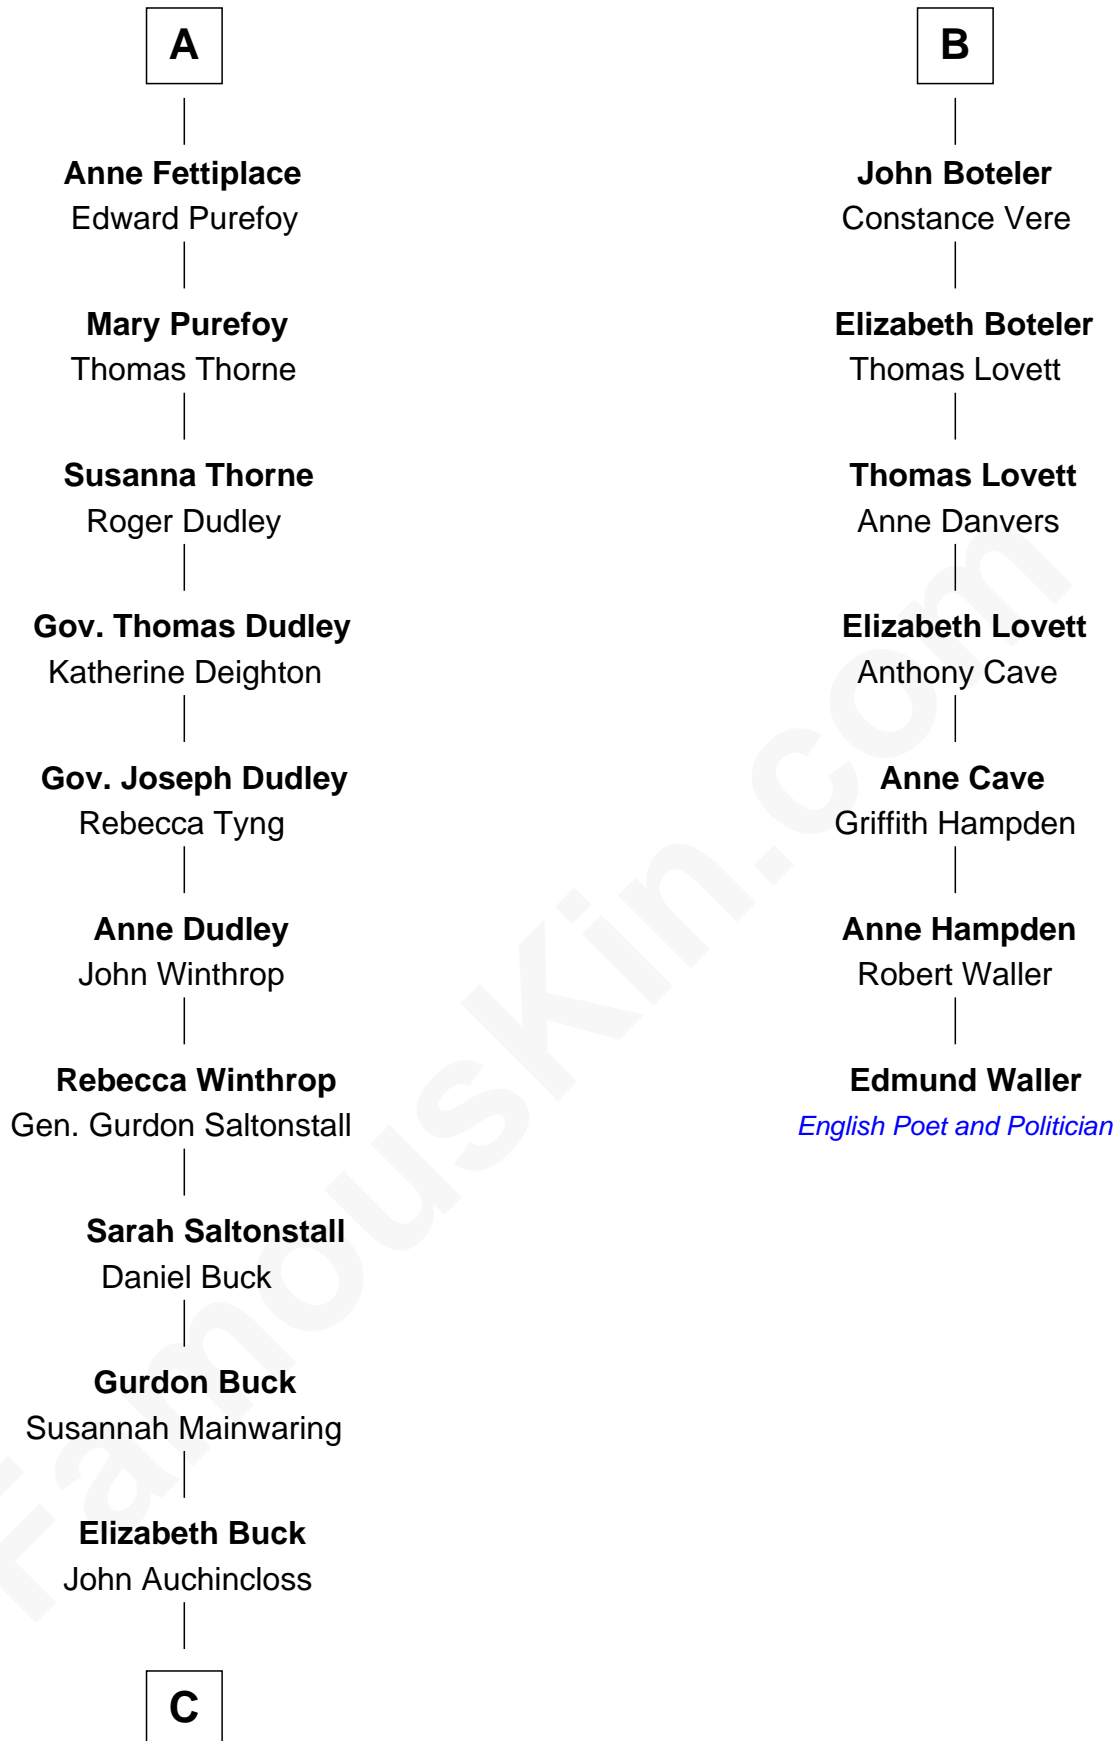 A
Anne Fettiplace
Edward Purefoy
Mary Purefoy
Thomas Thorne
Susanna Thorne
Roger Dudley
Gov. Thomas Dudley
Katherine Deighton
Gov. Joseph Dudley
Rebecca Tyng
Anne Dudley
John Winthrop
Rebecca Winthrop
Gen. Gurdon Saltonstall
Sarah Saltonstall
Daniel Buck
Gurdon Buck
Susannah Mainwaring
Elizabeth Buck
John Auchincloss
C
B
John Boteler
Constance Vere
Elizabeth Boteler
Thomas Lovett
Thomas Lovett
Anne Danvers
Elizabeth Lovett
Anthony Cave
Anne Cave
Griffith Hampden
Anne Hampden
Robert Waller
Edmund Waller
English Poet and Politician
FamousKin.com